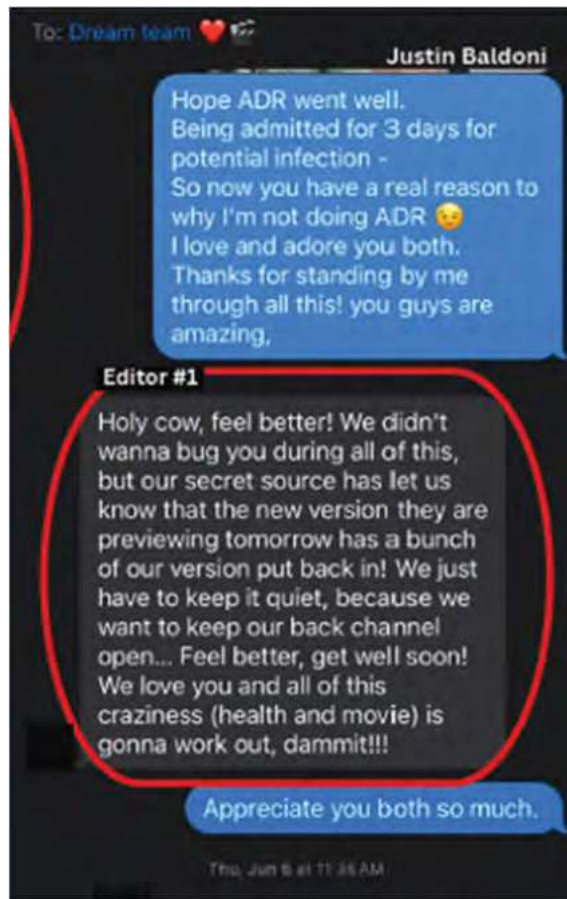 To: Dream team ❤️🎬
Justin Baldoni
Hope ADR went well.
Being admitted for 3 days for
potential infection -
So now you have a real reason to
why I'm not doing ADR 😉
I love and adore you both.
Thanks for standing by me
through all this! you guys are
amazing,
Editor #1
Holy cow, feel better! We didn't
wanna bug you during all of this,
but our secret source has let us
know that the new version they are
previewing tomorrow has a bunch
of our version put back in! We just
have to keep it quiet, because we
want to keep our back channel
open... Feel better, get well soon!
We love you and all of this
craziness (health and movie) is
gonna work out, dammit!!!
Appreciate you both so much.
Thu, Jun 6 at 11:36 AM